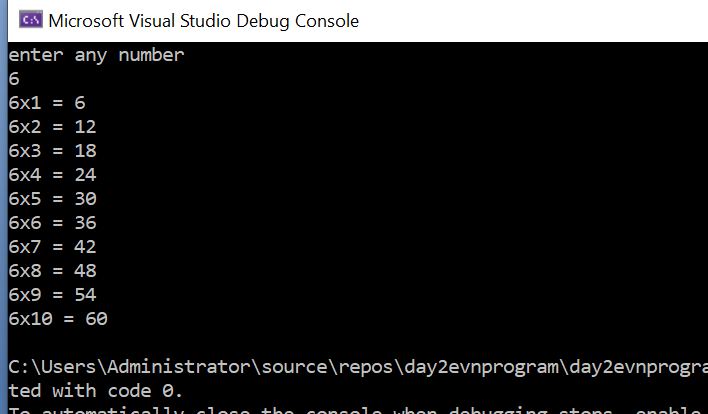 C:\ Microsoft Visual Studio Debug Console
enter any number
6
6x1 = 6
6x2 = 12
6x3 = 18
6x4 = 24
6x5 = 30
6x6 = 36
6x7 = 42
6x8 = 48
6x9 = 54
6x10 = 60
C:\Users\Administrator\source\repos\day2evnprogram\day2evnprogra
ted with code 0.
To automatically close the console when debugging stops, enable